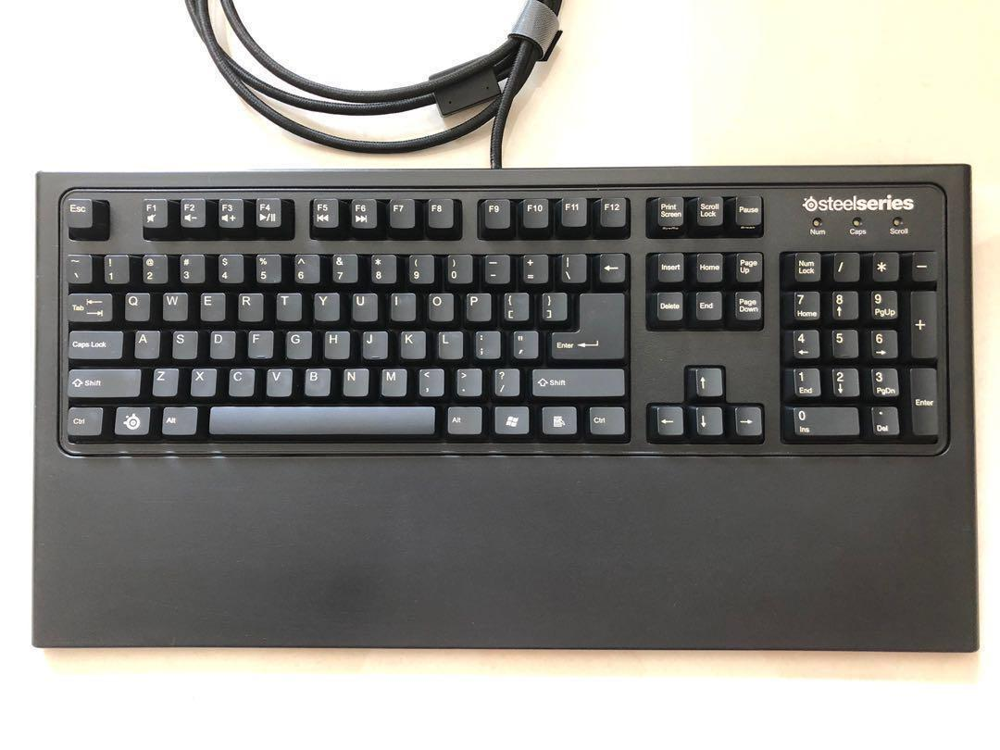 Esc F1 F2 F3 F4 F5 F6 F7 F8 F9 F10 F11 F12 Print Screen Scroll Lock Pause
SysRq Break
steelseries
Num Caps Scroll
~ ! @ # $ % ^ & * ( ) — + |
\ 1 2 3 4 5 6 7 8 9 0 - = \ ← Insert Home Page Up Num Lock / * −
Tab Q W E R T Y U I O P { [ } ] Delete End Page Down 7 Home 8 ↑ 9 PgUp +
Caps Lock A S D F G H J K L : ; " , Enter 4 ← 5 6 →
Shift Z X C V B N M < , > . ? / Shift ↑ 1 End 2 ↓ 3 PgDn Enter
Ctrl Alt Alt Ctrl ← ↓ → 0 Ins . Del